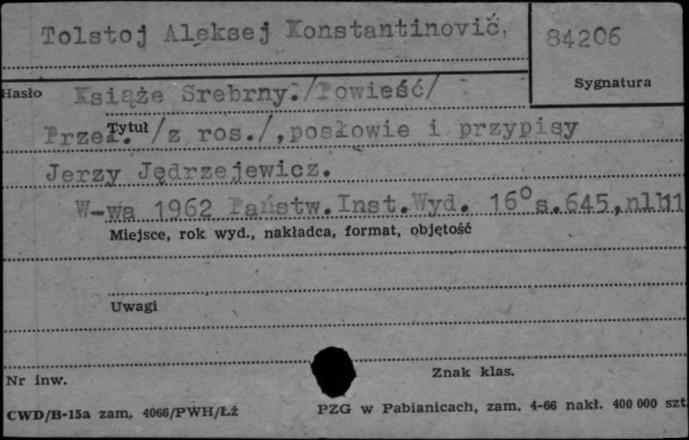 Tolstoj Aleksej Konstantinovič.
84206
Sygnatura
Hasło
Książe Srebrny./Powieść/
Tytuł
Przeł. /z ros./,posłowie i przypisy
Jerzy Jędrzejewicz.
W-wa 1962 Państw.Inst.Wyd. 16° s.645,nlb11
Miejsce, rok wyd., nakładca, format, objętość
Uwagi
Nr inw.
Znak klas.
CWD/B-15a zam. 4066/PWH/Łź
PZG w Pabianicach, zam. 4-66 nakł. 400 000 szt